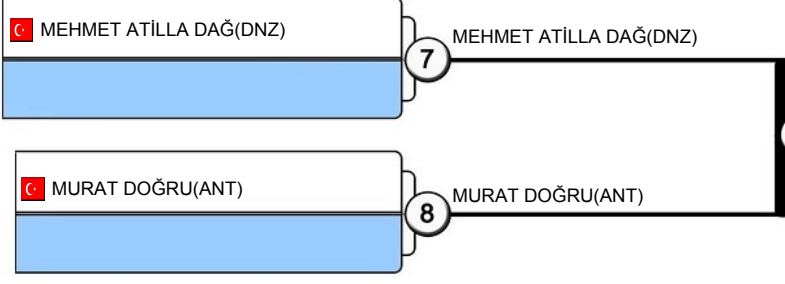 MEHMET ATİLLA DAĞ(DNZ)
7
MEHMET ATİLLA DAĞ(DNZ)
MURAT DOĞRU(ANT)
8
MURAT DOĞRU(ANT)